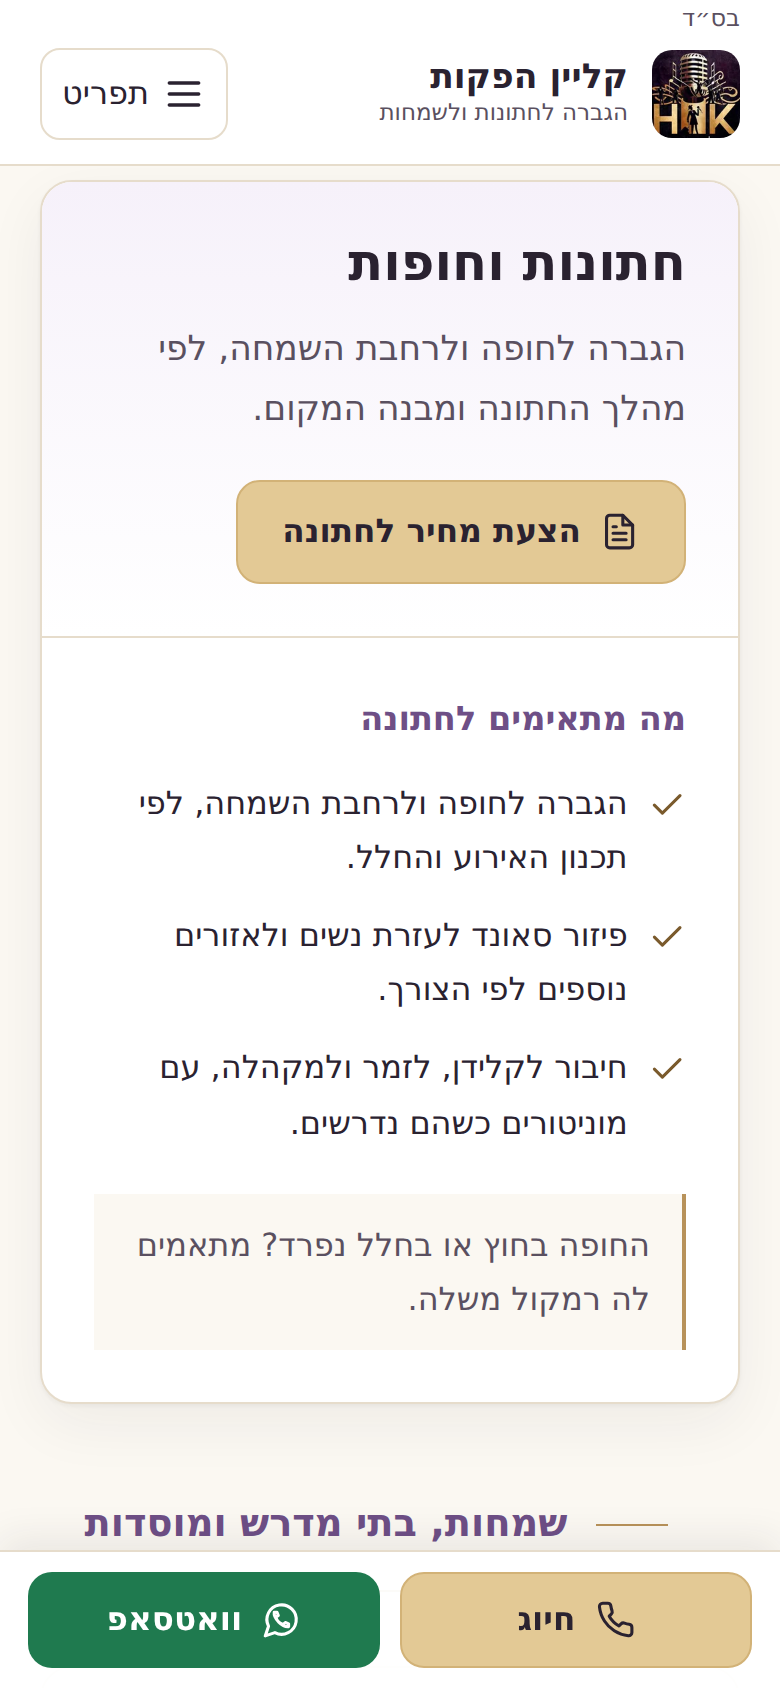 בס״ד
קליין הפקות
הגברה לחתונות ולשמחות
HNK
תפריט
חתונות וחופות
הגברה לחופה ולרחבת השמחה, לפי
מהלך החתונה ומבנה המקום.
הצעת מחיר לחתונה
מה מתאימים לחתונה
הגברה לחופה ולרחבת השמחה, לפי
תכנון האירוע והחלל.
פיזור סאונד לעזרת נשים ולאזורים
נוספים לפי הצורך.
חיבור לקלידן, לזמר ולמקהלה, עם
מוניטורים כשהם נדרשים.
החופה בחוץ או בחלל נפרד? מתאמים
לה רמקול משלה.
שמחות, בתי מדרש ומוסדות
חיוג
וואטסאפ